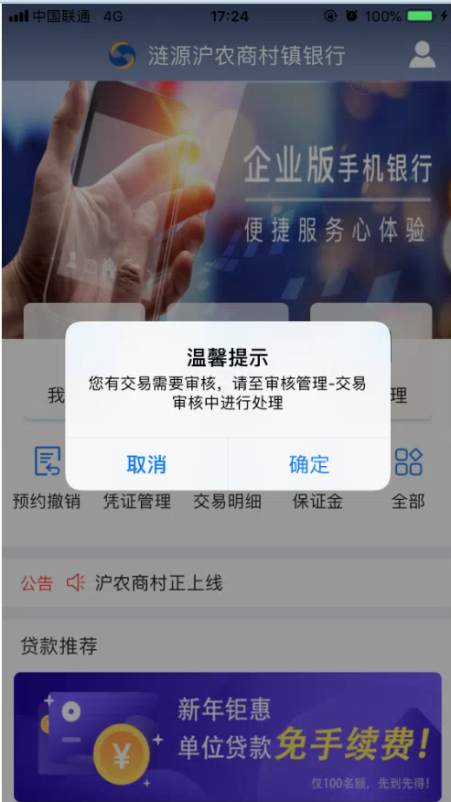 中国联通 4G 17:24 100%
涟源沪农商村镇银行
企业版手机银行
便捷服务心体验
温馨提示
您有交易需要审核，请至审核管理-交易
审核中进行处理
我 理
取消 确定
预约撤销 凭证管理 交易明细 保证金 全部
公告 沪农商村正上线
贷款推荐
新年钜惠
单位贷款免手续费！
仅100名额，先到先得！
¥